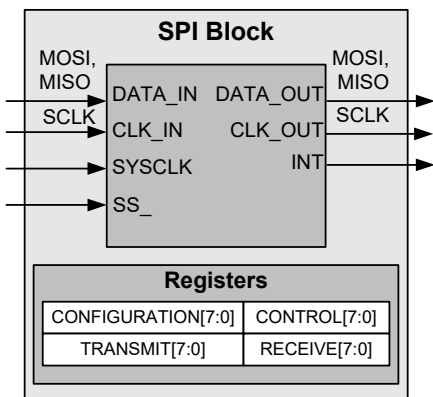 SPI Block
MOSI,
MISO
SCLK
DATA_IN
CLK_IN
SYSCLK
SS_
DATA_OUT
CLK_OUT
INT
MOSI,
MISO
SCLK
Registers
CONFIGURATION[7:0] CONTROL[7:0]
TRANSMIT[7:0] RECEIVE[7:0]